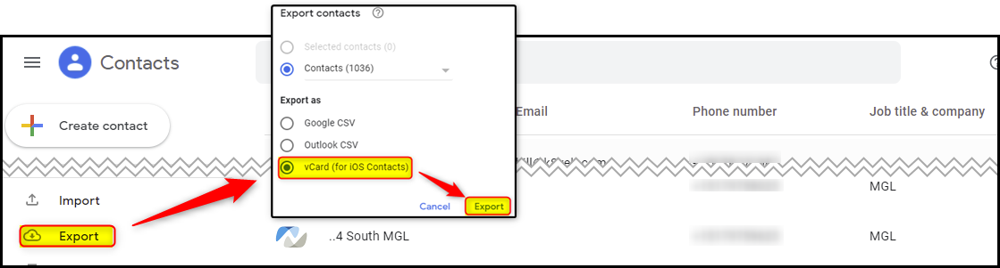 Export contacts
Selected contacts (0)
Contacts (1036)
Export as
Google CSV
Outlook CSV
vCard (for iOS Contacts)
Cancel Export
Contacts
Create contact
Email Phone number Job title & company
Import
MGL
Export
..4 South MGL MGL